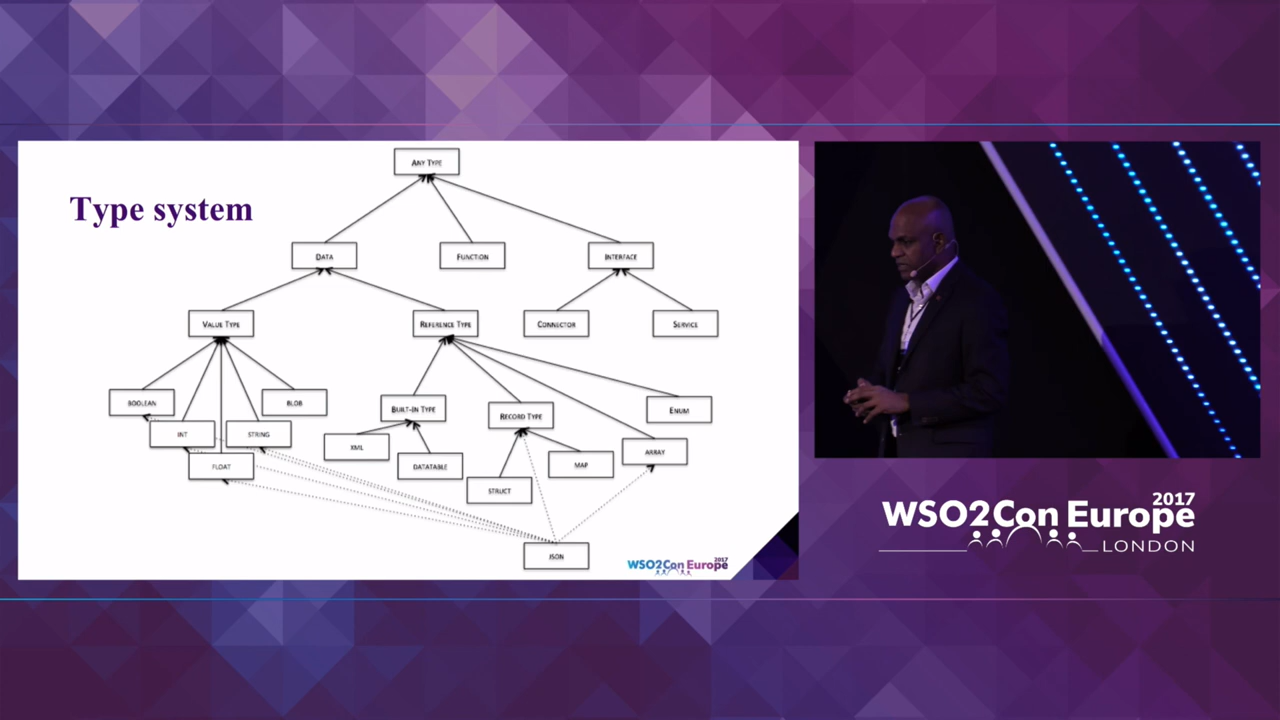 Type system
ANY TYPE
DATA
FUNCTION
INTERFACE
VALUE TYPE
REFERENCE TYPE
CONNECTOR
SERVICE
BOOLEAN
BLOB
INT
STRING
FLOAT
BUILT-IN TYPE
RECORD TYPE
ENUM
XML
DATATABLE
MAP
ARRAY
STRUCT
JSON
WSO2Con Europe
2017
WSO2Con Europe
2017
LONDON